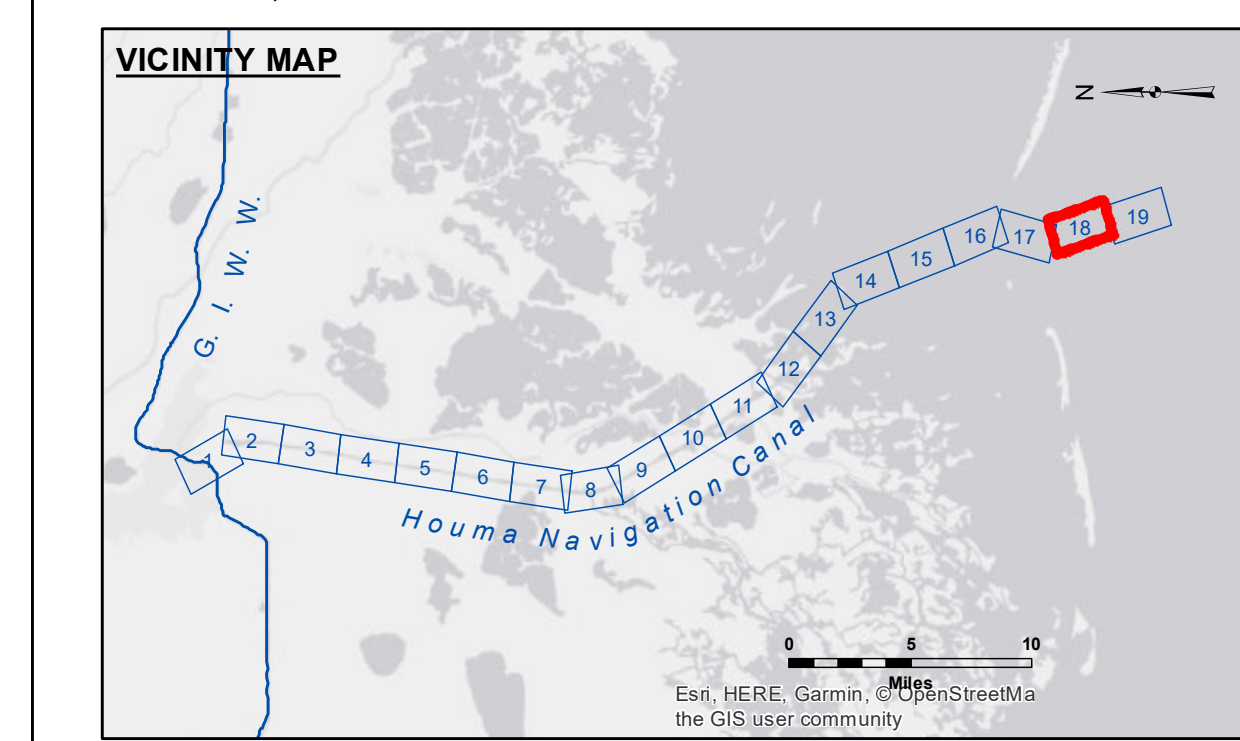 VICINITY MAP
N
G. I. W. W.
1
2
3
4
5
6
7
8
9
10
11
12
13
14
15
16
17
18
19
Houma Navigation Canal
0 5 10
Miles
Esri, HERE, Garmin, © OpenStreetMa
the GIS user community